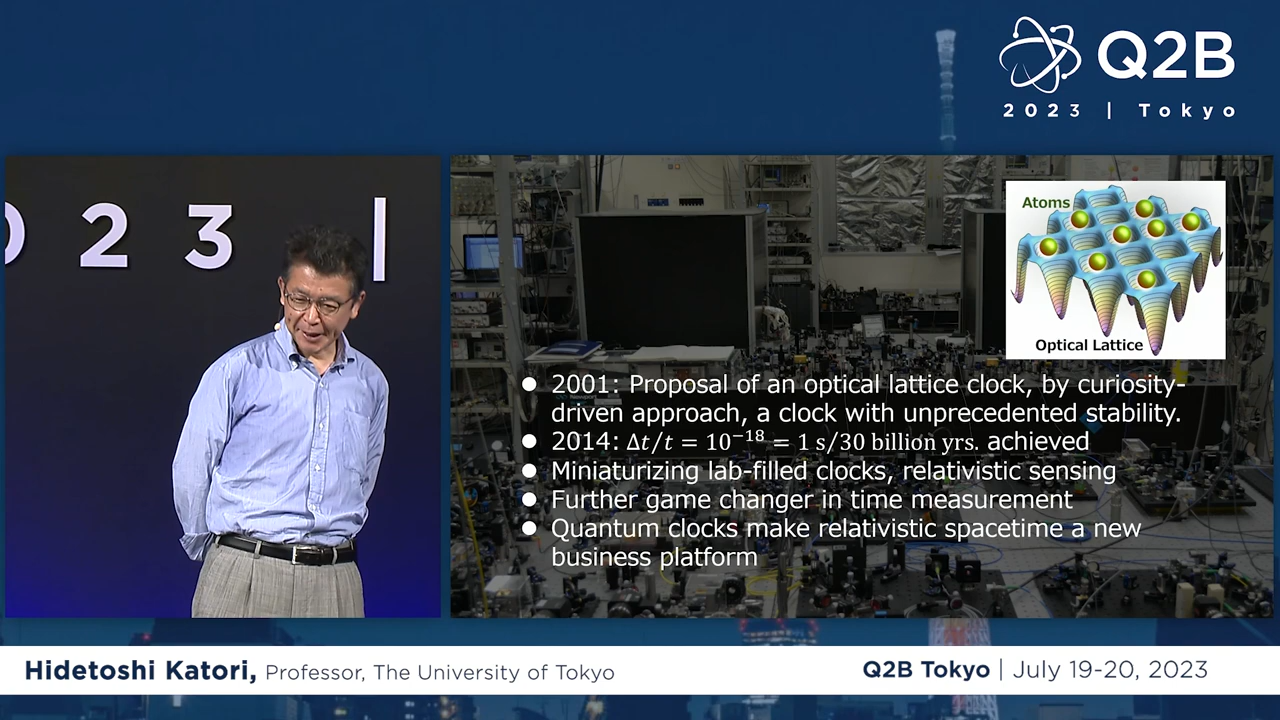 Q2B
2023 | Tokyo
023 |
Atoms
Optical Lattice
● 2001: Proposal of an optical lattice clock, by curiosity-
driven approach, a clock with unprecedented stability.
● 2014: Δt/t = 10⁻¹⁸ = 1 s/30 billion yrs. achieved
● Miniaturizing lab-filled clocks, relativistic sensing
● Further game changer in time measurement
● Quantum clocks make relativistic spacetime a new
business platform
Hidetoshi Katori, Professor, The University of Tokyo
Q2B Tokyo | July 19-20, 2023